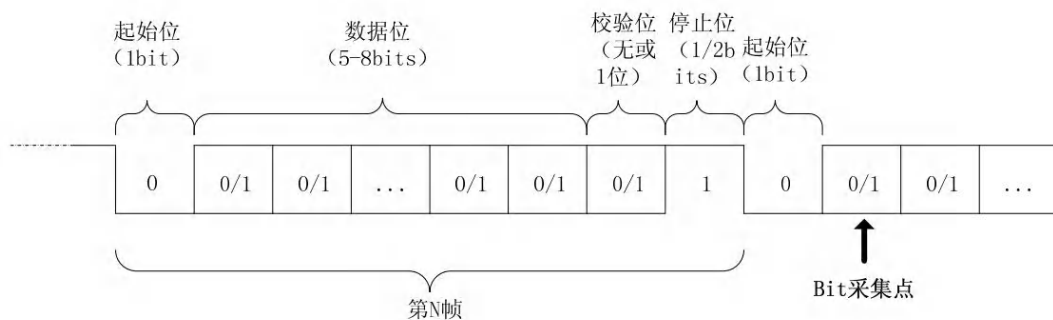 起始位
(1bit)
数据位
(5-8bits)
校验位
（无或
1位）
停止位
(1/2b
its)
起始位
(1bit)
0
0/1
0/1
...
0/1
0/1
0/1
1
0
0/1
0/1
...
第N帧
Bit采集点